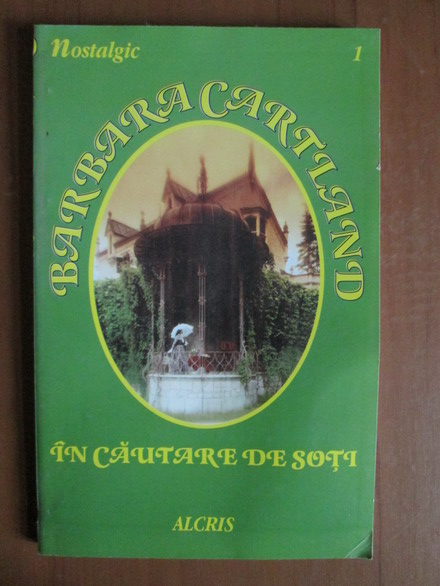 nostalgic 1
BARBARA CARTLAND
ÎN CĂUTARE DE SOȚI
ALCRIS